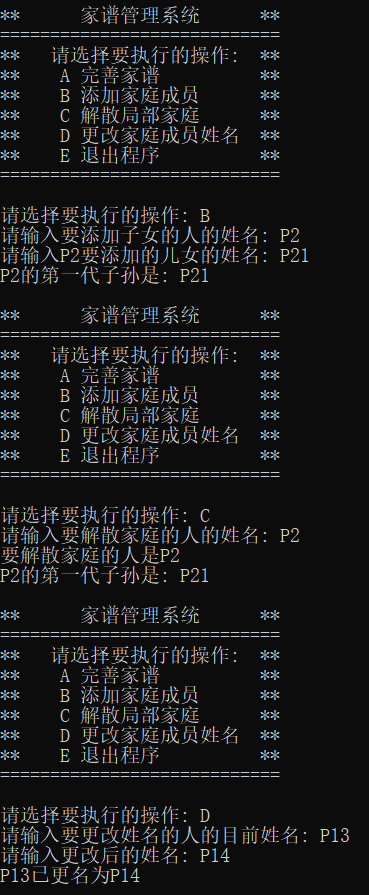 **      家谱管理系统      **
============================
**   请选择要执行的操作:  **
**    A 完善家谱          **
**    B 添加家庭成员      **
**    C 解散局部家庭      **
**    D 更改家庭成员姓名  **
**    E 退出程序          **
============================
请选择要执行的操作: B
请输入要添加子女的人的姓名: P2
请输入P2要添加的儿女的姓名: P21
P2的第一代子孙是: P21
**      家谱管理系统      **
============================
**   请选择要执行的操作:  **
**    A 完善家谱          **
**    B 添加家庭成员      **
**    C 解散局部家庭      **
**    D 更改家庭成员姓名  **
**    E 退出程序          **
============================
请选择要执行的操作: C
请输入要解散家庭的人的姓名: P2
要解散家庭的人是P2
P2的第一代子孙是: P21
**      家谱管理系统      **
============================
**   请选择要执行的操作:  **
**    A 完善家谱          **
**    B 添加家庭成员      **
**    C 解散局部家庭      **
**    D 更改家庭成员姓名  **
**    E 退出程序          **
============================
请选择要执行的操作: D
请输入要更改姓名的人的目前姓名: P13
请输入更改后的姓名: P14
P13已更名为P14